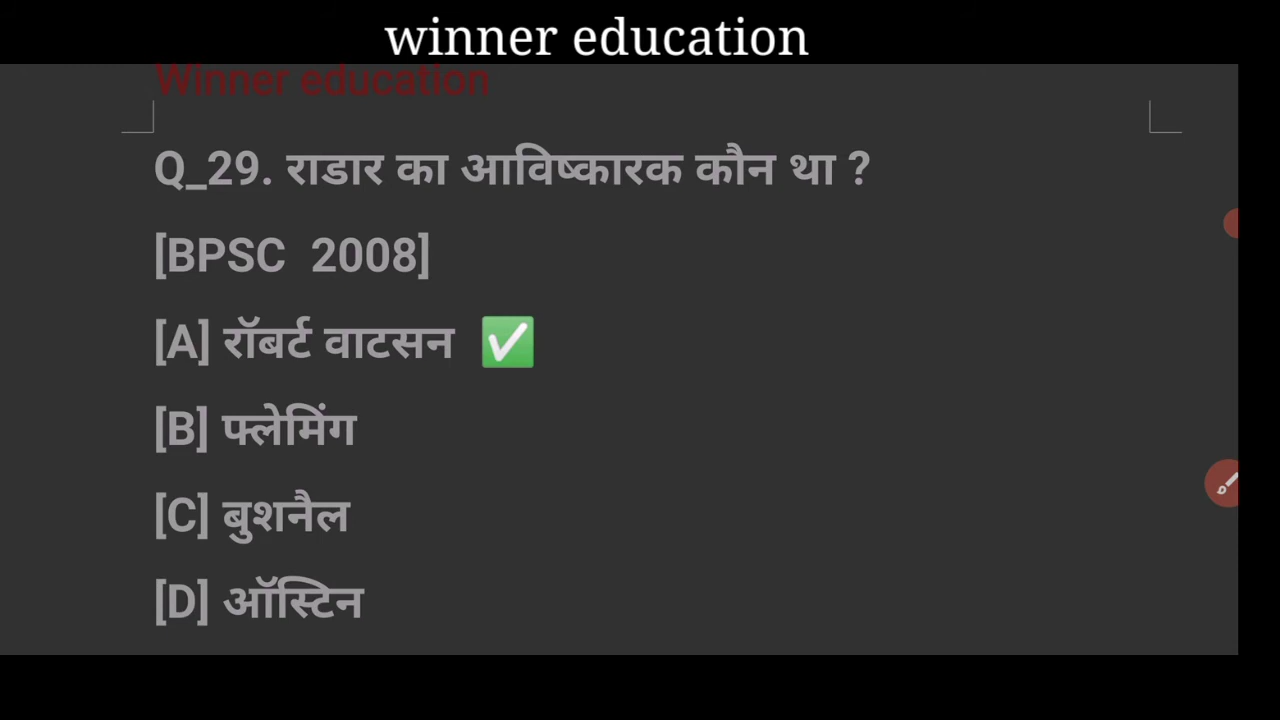 winner education
Winner education
Q_29. राडार का आविष्कारक कौन था ?
[BPSC 2008]
[A] रॉबर्ट वाटसन ✅
[B] फ्लेमिंग
[C] बुशनैल
[D] ऑस्टिन